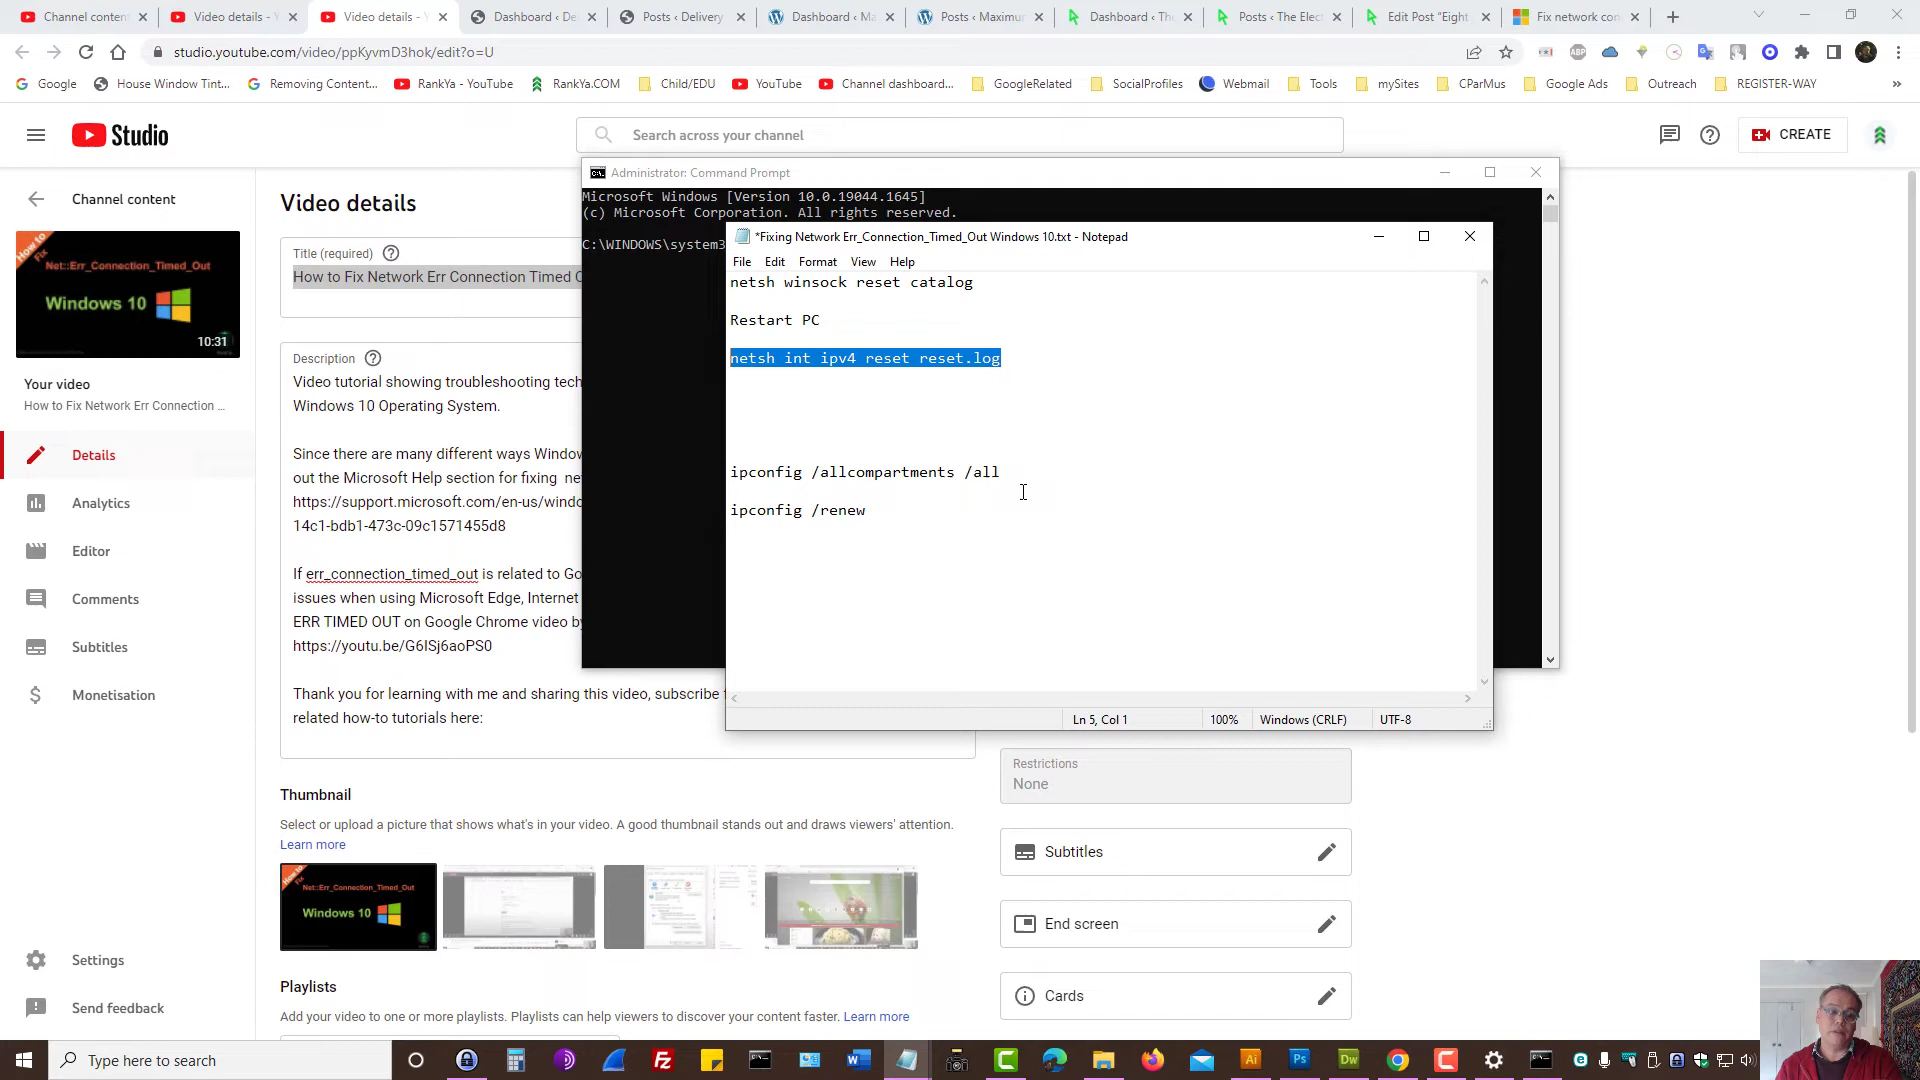 Channel conten
Video details - Y
Video details - Y
Dashboard ‹ De
Posts ‹ Delivery
Dashboard ‹ Ma
Posts ‹ Maximu
Dashboard ‹ The
Posts ‹ The Elect
Edit Post "Eight
Fix network con
studio.youtube.com/video/ppKyvmD3hok/edit?o=U
Google
House Window Tint...
Removing Content...
RankYa - YouTube
RankYA.COM
Child/EDU
YouTube
Channel dashboard...
GoogleRelated
SocialProfiles
Webmail
Tools
mySites
CParMus
Google Ads
Outreach
REGISTER-WAY
»
Studio
Search across your channel
CREATE
Channel content
How to
Fix
Net::Err_Connection_Timed_Out
Windows 10
10:31
Your video
How to Fix Network Err Connection ...
Details
Analytics
Editor
Comments
Subtitles
Monetisation
Settings
Send feedback
Video details
Title (required)
How to Fix Network Err Connection Timed O
Description
Video tutorial showing troubleshooting tech
Windows 10 Operating System.
Since there are many different ways Window
out the Microsoft Help section for fixing ne
https://support.microsoft.com/en-us/windo
14c1-bdb1-473c-09c1571455d8
If err_connection_timed_out is related to Go
issues when using Microsoft Edge, Internet
ERR TIMED OUT on Google Chrome video by
https://youtu.be/G6ISj6aoPS0
Thank you for learning with me and sharing this video, subscribe t
related how-to tutorials here:
Administrator: Command Prompt
Microsoft Windows [Version 10.0.19044.1645]
(c) Microsoft Corporation. All rights reserved.
C:\WINDOWS\system3
*Fixing Network Err_Connection_Timed_Out Windows 10.txt - Notepad
File Edit Format View Help
netsh winsock reset catalog
Restart PC
netsh int ipv4 reset reset.log
ipconfig /allcompartments /all
ipconfig /renew
Ln 5, Col 1
100%
Windows (CRLF)
UTF-8
Thumbnail
Select or upload a picture that shows what's in your video. A good thumbnail stands out and draws viewers' attention.
Learn more
How to
Fix
Net::Err_Connection_Timed_Out
Windows 10
Playlists
Add your video to one or more playlists. Playlists can help viewers to discover your content faster. Learn more
Restrictions
None
Subtitles
End screen
Cards
Type here to search